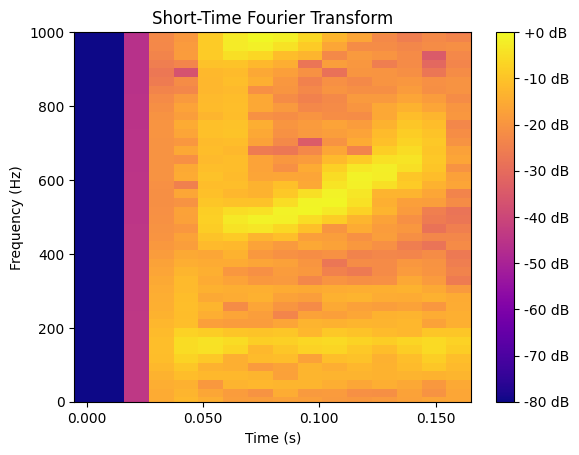 Short-Time Fourier Transform
1000
800
600
400
200
0
Frequency (Hz)
0.000
0.050
0.100
0.150
Time (s)
+0 dB
-10 dB
-20 dB
-30 dB
-40 dB
-50 dB
-60 dB
-70 dB
-80 dB